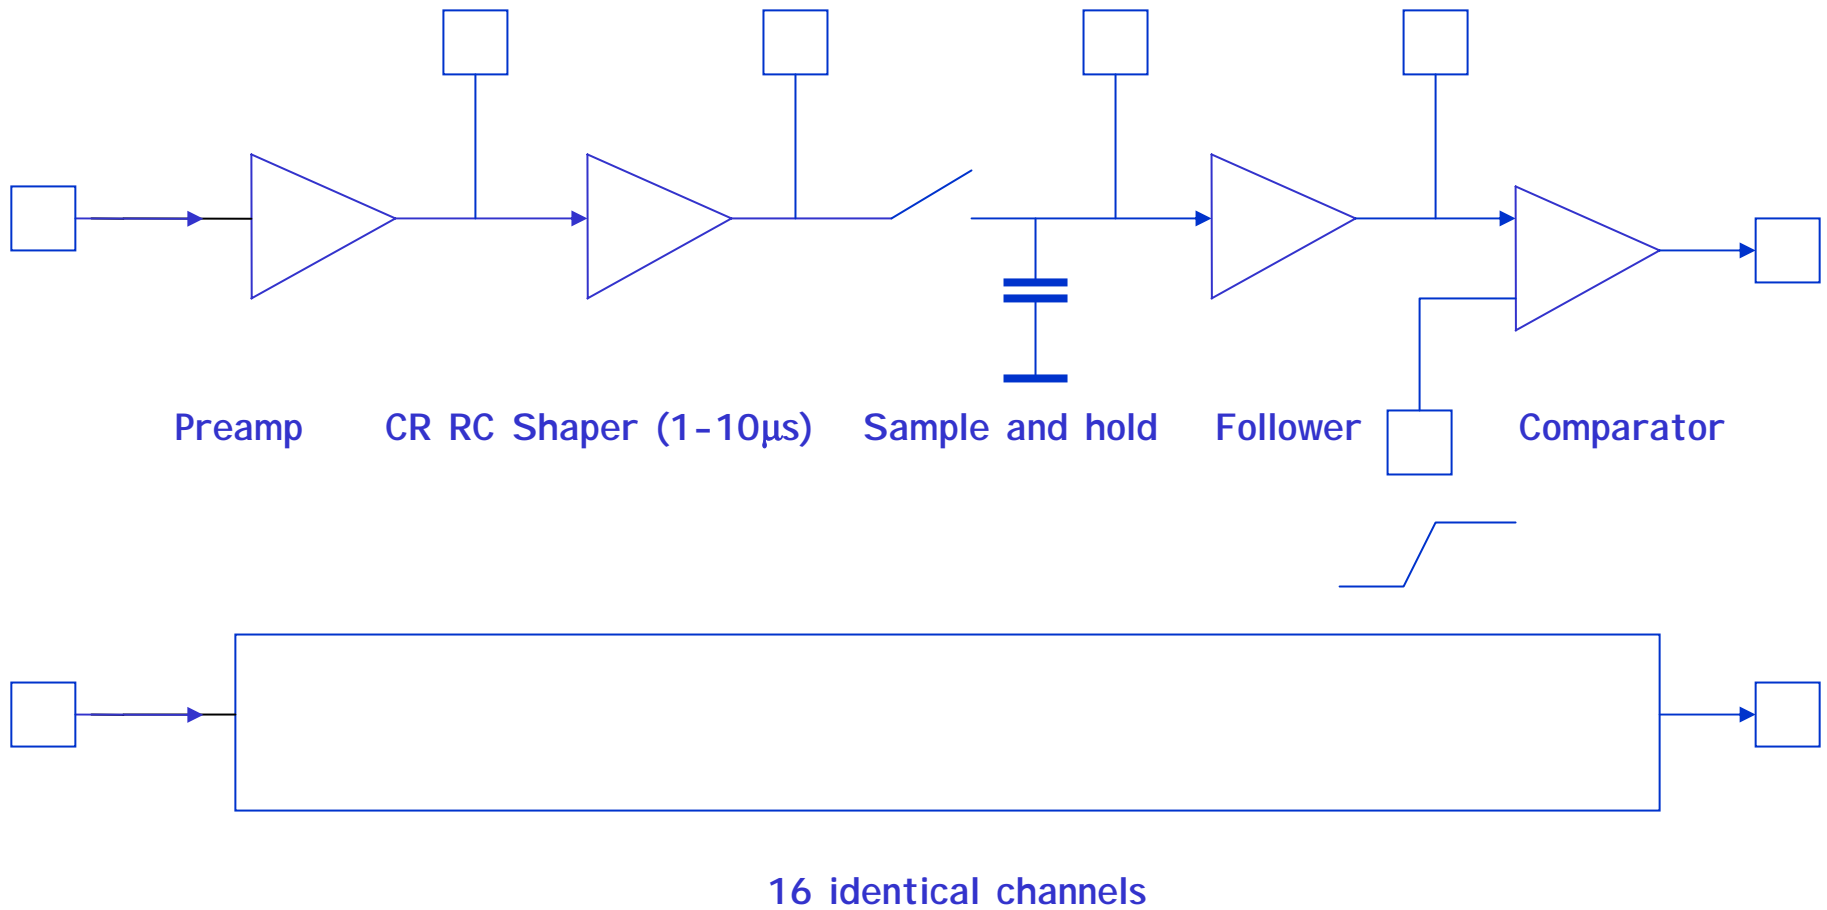 Preamp CR RC Shaper (1-10µs) Sample and hold Follower Comparator
16 identical channels